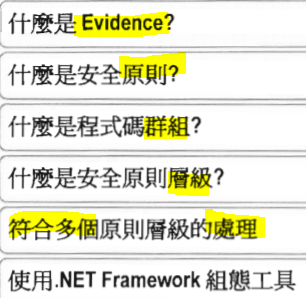 什麼是 Evidence?
什麼是安全原則?
什麼是程式碼群組?
什麼是安全原則層級?
符合多個原則層級的處理
使用.NET Framework 組態工具